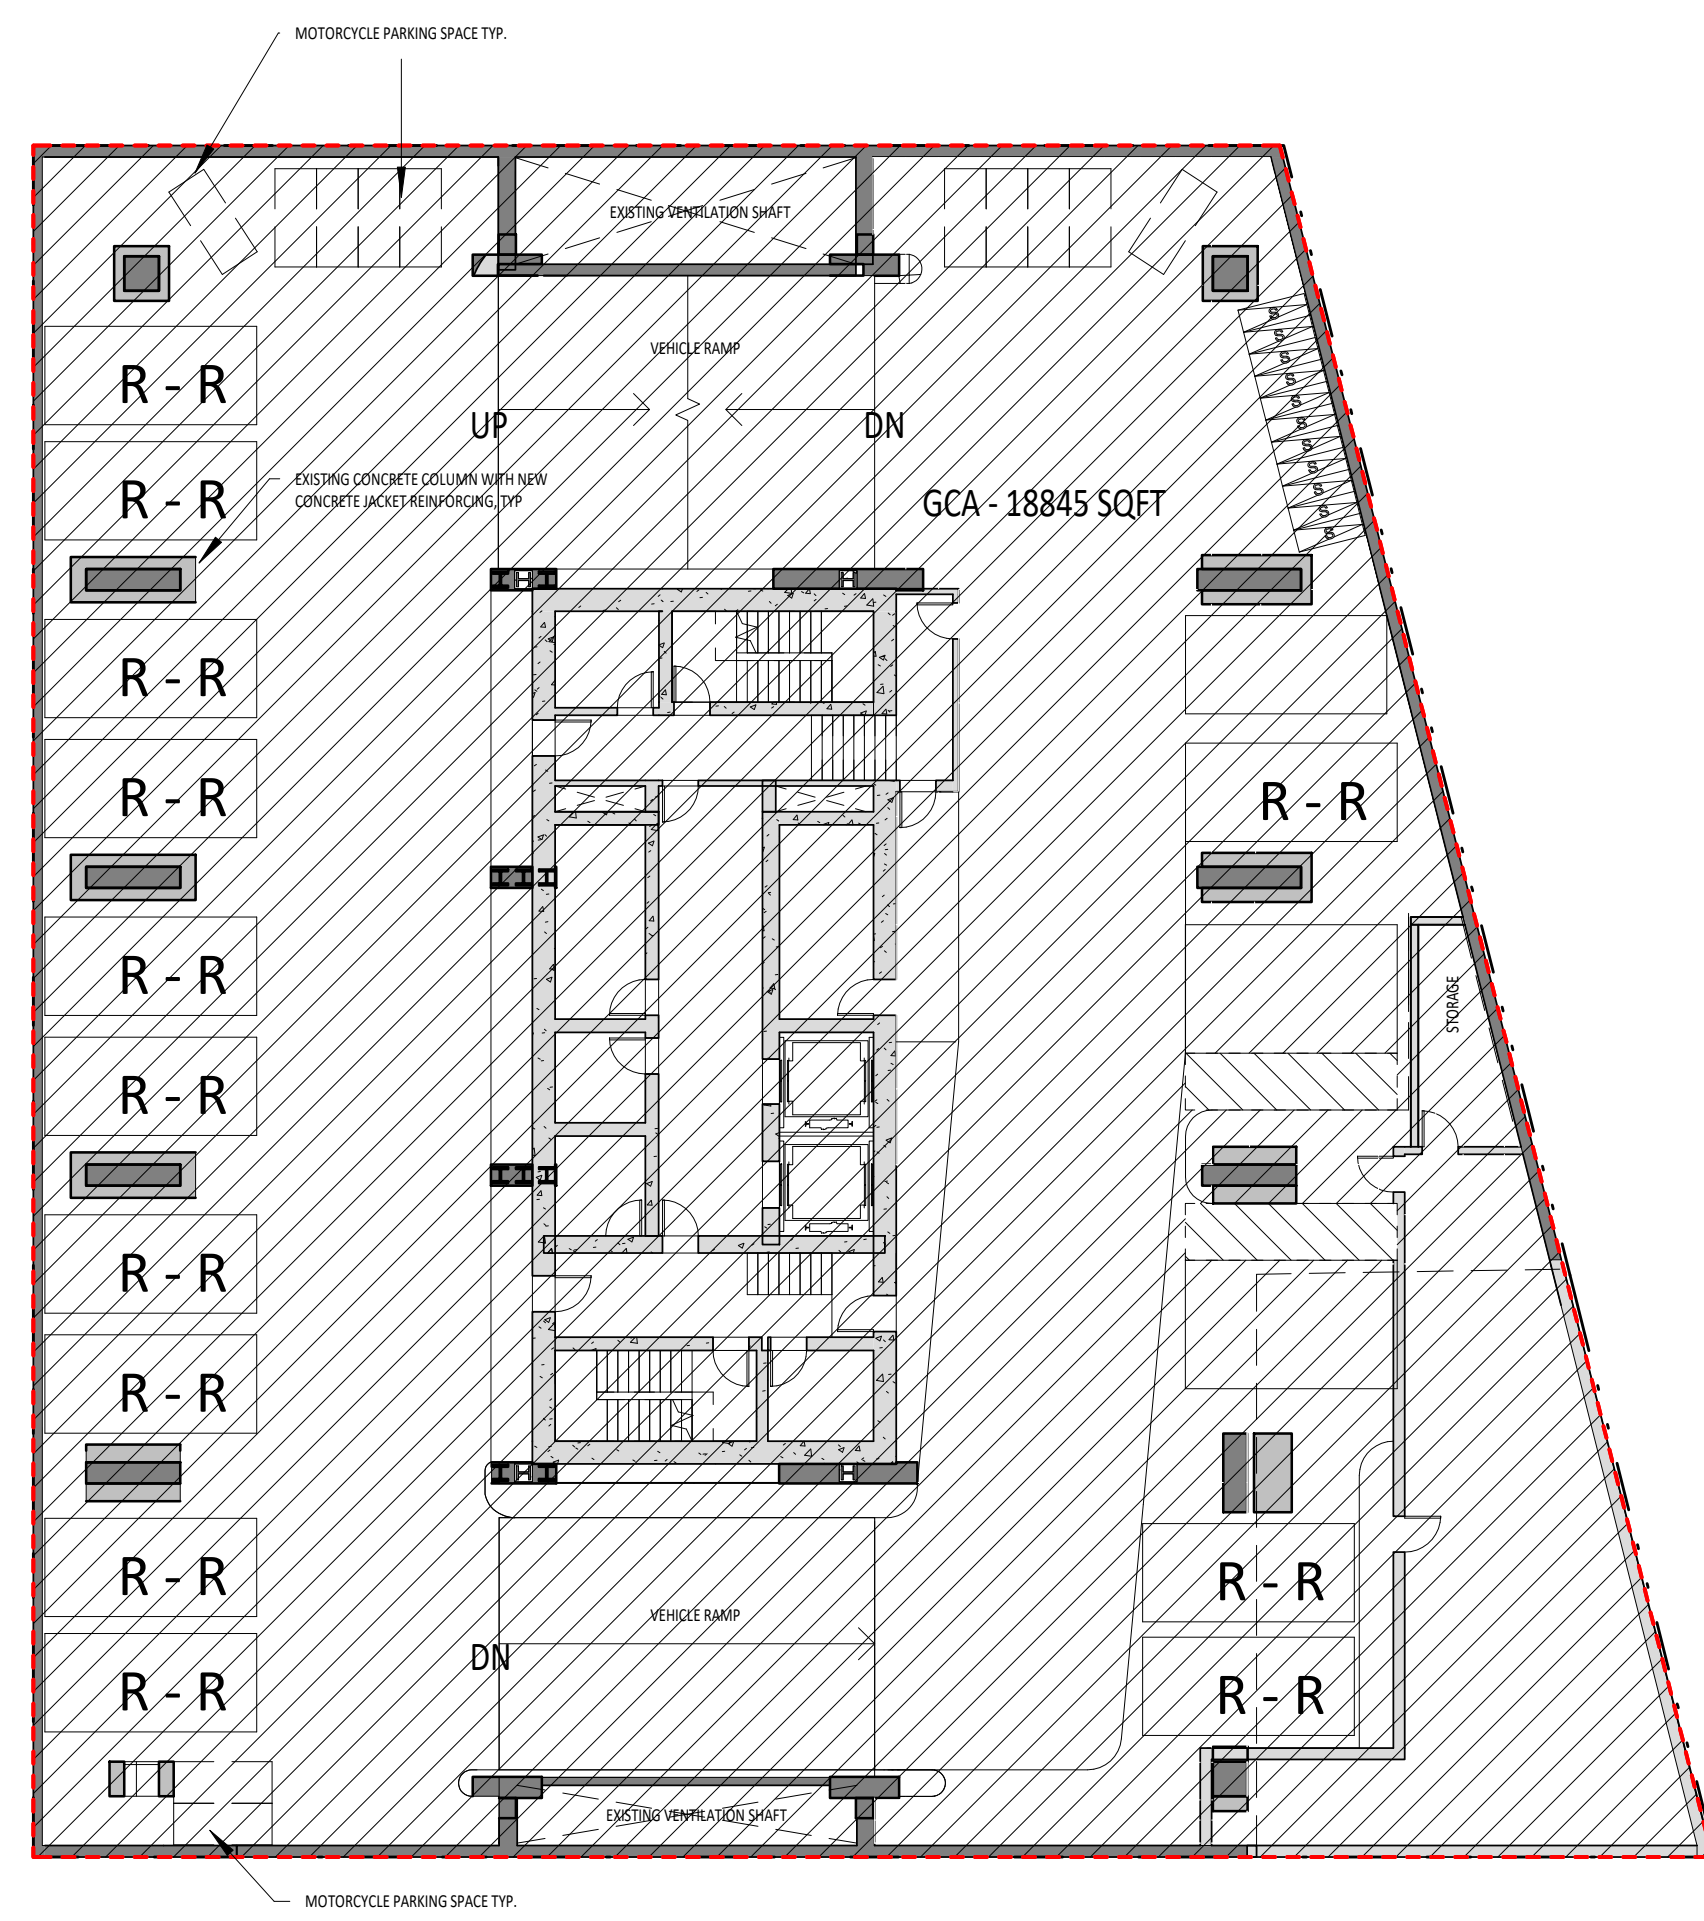 MOTORCYCLE PARKING SPACE TYP.
EXISTING VENTILATION SHAFT
S
S
S
S
S
S
S
S
S
S
S
VEHICLE RAMP
R - R
UP
DN
R - R
EXISTING CONCRETE COLUMN WITH NEW
CONCRETE JACKET REINFORCING, TYP
GCA - 18845 SQFT
R - R
R - R
R - R
R - R
STORAGE
R - R
R - R
R - R
R - R
R - R
VEHICLE RAMP
DN
R - R
R - R
EXISTING VENTILATION SHAFT
MOTORCYCLE PARKING SPACE TYP.